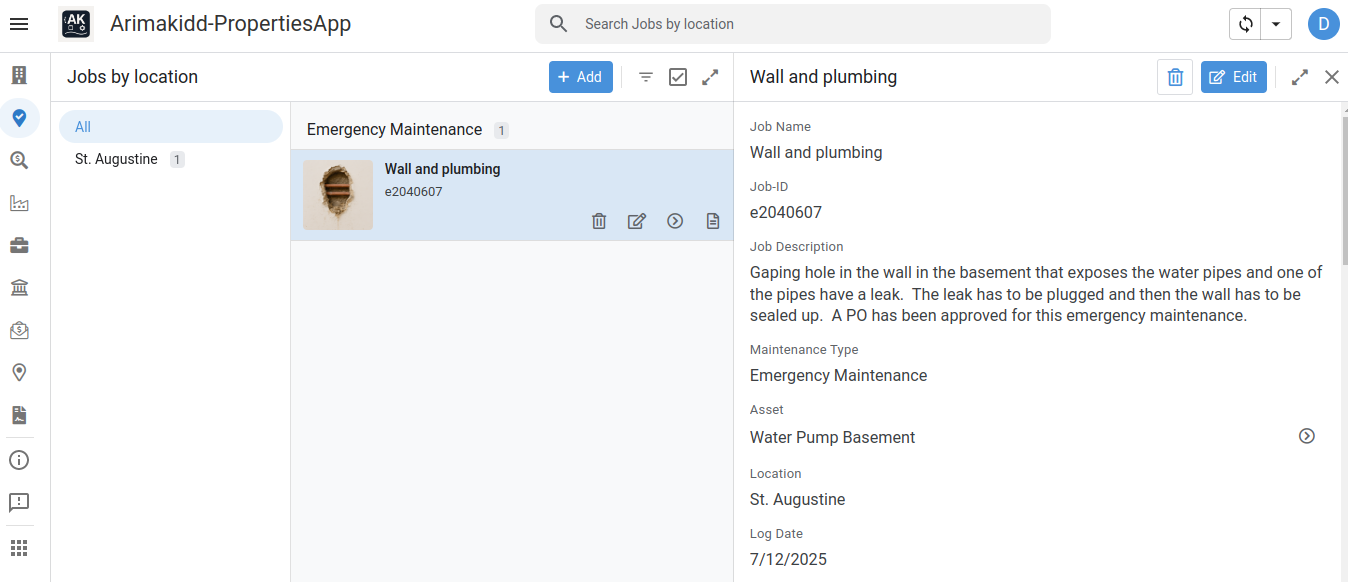 AK
Arimakidd-PropertiesApp
Search Jobs by location
D
Jobs by location
Add
All
St. Augustine 1
Emergency Maintenance 1
Wall and plumbing
e2040607
Wall and plumbing
Edit
Job Name
Wall and plumbing
Job-ID
e2040607
Job Description
Gaping hole in the wall in the basement that exposes the water pipes and one of
the pipes have a leak.  The leak has to be plugged and then the wall has to be
sealed up.  A PO has been approved for this emergency maintenance.
Maintenance Type
Emergency Maintenance
Asset
Water Pump Basement
Location
St. Augustine
Log Date
7/12/2025